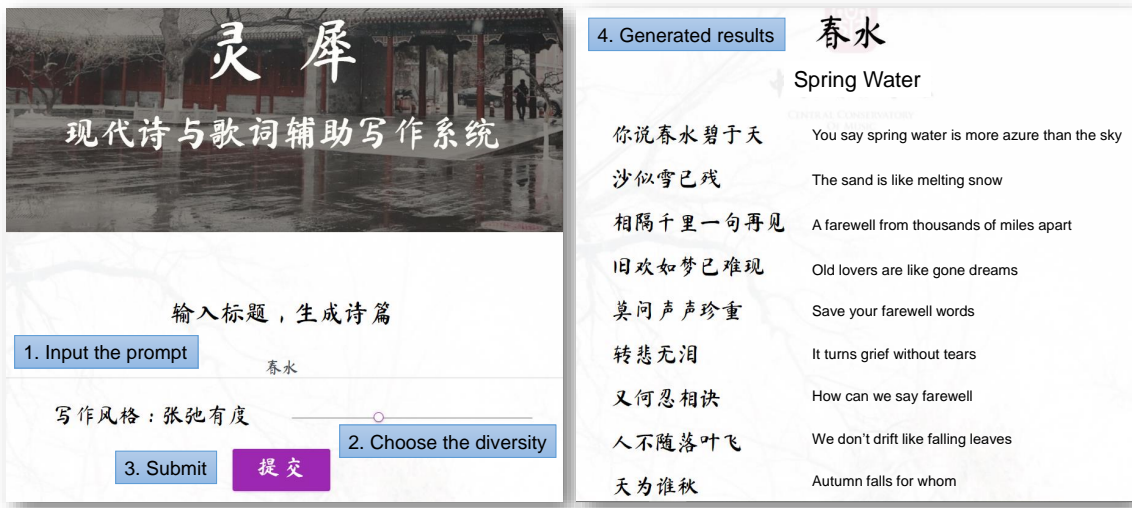 灵犀
现代诗与歌词辅助写作系统
输入标题，生成诗篇
1. Input the prompt
春水
写作风格：张弛有度
2. Choose the diversity
3. Submit
提交
4. Generated results
春水
Spring Water
CENTRAL CONSERVATORY
OF MUSIC
你说春水碧于天 You say spring water is more azure than the sky
沙似雪已残 The sand is like melting snow
相隔千里一句再见 A farewell from thousands of miles apart
旧欢如梦已难现 Old lovers are like gone dreams
莫问声声珍重 Save your farewell words
转悲无泪 It turns grief without tears
又何忍相诀 How can we say farewell
人不随落叶飞 We don't drift like falling leaves
天为谁秋 Autumn falls for whom